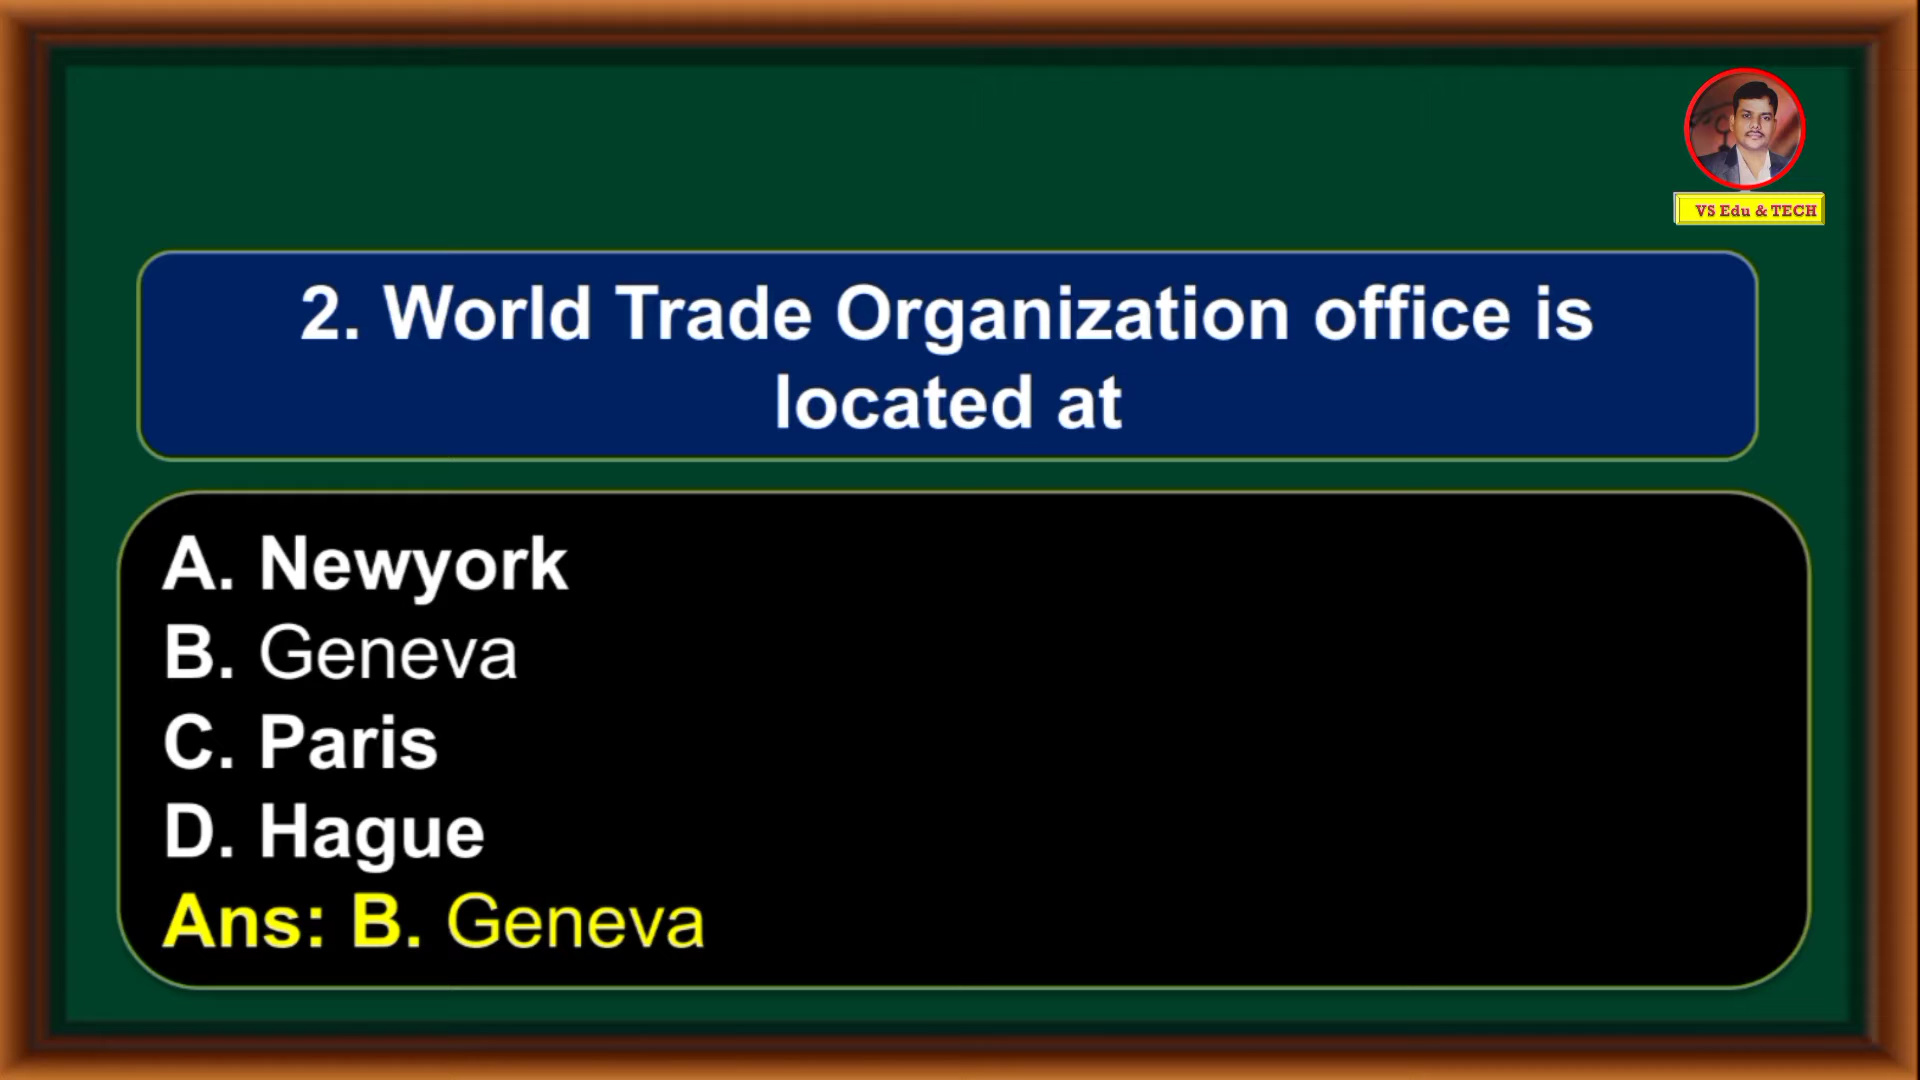 VS Edu & TECH
2. World Trade Organization office is
located at
A. Newyork
B. Geneva
C. Paris
D. Hague
Ans: B. Geneva